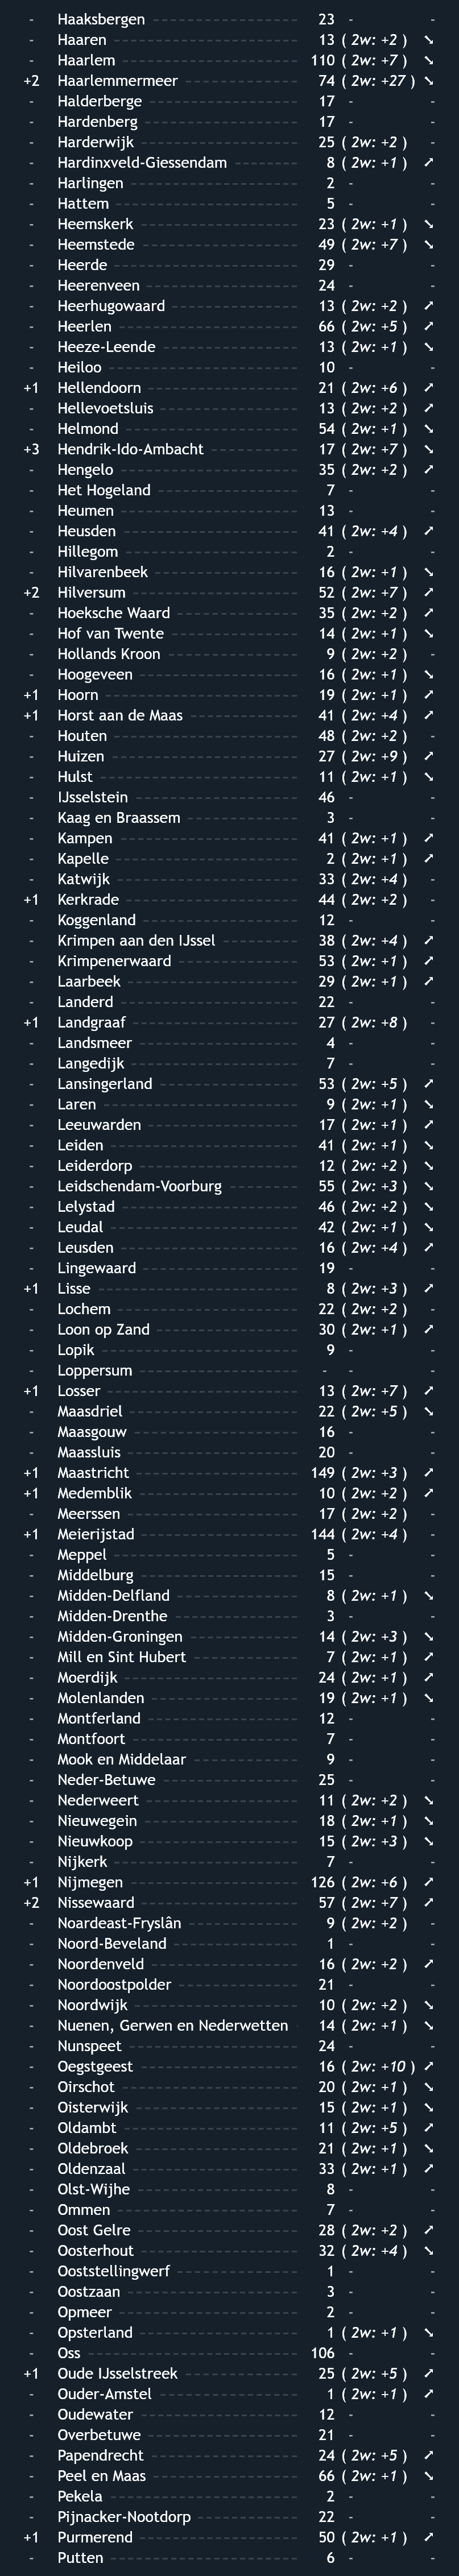 - Haaksbergen 23 - -
- Haaren 13 ( 2w: +2 ) ➘
- Haarlem 110 ( 2w: +7 ) ➘
+2 Haarlemmermeer 74 ( 2w: +27 ) ➘
- Halderberge 17 - -
- Hardenberg 17 - -
- Harderwijk 25 ( 2w: +2 ) -
- Hardinxveld-Giessendam 8 ( 2w: +1 ) ➚
- Harlingen 2 - -
- Hattem 5 - -
- Heemskerk 23 ( 2w: +1 ) ➘
- Heemstede 49 ( 2w: +7 ) ➘
- Heerde 29 - -
- Heerenveen 24 - -
- Heerhugowaard 13 ( 2w: +2 ) ➚
- Heerlen 66 ( 2w: +5 ) ➚
- Heeze-Leende 13 ( 2w: +1 ) ➘
- Heiloo 10 - -
+1 Hellendoorn 21 ( 2w: +6 ) ➚
- Hellevoetsluis 13 ( 2w: +2 ) ➚
- Helmond 54 ( 2w: +1 ) ➘
+3 Hendrik-Ido-Ambacht 17 ( 2w: +7 ) ➘
- Hengelo 35 ( 2w: +2 ) ➚
- Het Hogeland 7 - -
- Heumen 13 - -
- Heusden 41 ( 2w: +4 ) ➚
- Hillegom 2 - -
- Hilvarenbeek 16 ( 2w: +1 ) ➘
+2 Hilversum 52 ( 2w: +7 ) ➚
- Hoeksche Waard 35 ( 2w: +2 ) ➚
- Hof van Twente 14 ( 2w: +1 ) ➘
- Hollands Kroon 9 ( 2w: +2 ) -
- Hoogeveen 16 ( 2w: +1 ) ➘
+1 Hoorn 19 ( 2w: +1 ) ➚
+1 Horst aan de Maas 41 ( 2w: +4 ) ➚
- Houten 48 ( 2w: +2 ) -
- Huizen 27 ( 2w: +9 ) ➚
- Hulst 11 ( 2w: +1 ) ➘
- IJsselstein 46 - -
- Kaag en Braassem 3 - -
- Kampen 41 ( 2w: +1 ) ➚
- Kapelle 2 ( 2w: +1 ) ➚
- Katwijk 33 ( 2w: +4 ) -
+1 Kerkrade 44 ( 2w: +2 ) -
- Koggenland 12 - -
- Krimpen aan den IJssel 38 ( 2w: +4 ) ➚
- Krimpenerwaard 53 ( 2w: +1 ) ➚
- Laarbeek 29 ( 2w: +1 ) ➚
- Landerd 22 - -
+1 Landgraaf 27 ( 2w: +8 ) -
- Landsmeer 4 - -
- Langedijk 7 - -
- Lansingerland 53 ( 2w: +5 ) ➚
- Laren 9 ( 2w: +1 ) ➘
- Leeuwarden 17 ( 2w: +1 ) ➚
- Leiden 41 ( 2w: +1 ) ➘
- Leiderdorp 12 ( 2w: +2 ) ➘
- Leidschendam-Voorburg 55 ( 2w: +3 ) ➘
- Lelystad 46 ( 2w: +2 ) ➘
- Leudal 42 ( 2w: +1 ) ➘
- Leusden 16 ( 2w: +4 ) ➚
- Lingewaard 19 - -
+1 Lisse 8 ( 2w: +3 ) ➚
- Lochem 22 ( 2w: +2 ) -
- Loon op Zand 30 ( 2w: +1 ) ➚
- Lopik 9 - -
- Loppersum - - -
+1 Losser 13 ( 2w: +7 ) ➚
- Maasdriel 22 ( 2w: +5 ) ➘
- Maasgouw 16 - -
- Maassluis 20 - -
+1 Maastricht 149 ( 2w: +3 ) ➚
+1 Medemblik 10 ( 2w: +2 ) ➚
- Meerssen 17 ( 2w: +2 ) -
+1 Meierijstad 144 ( 2w: +4 ) -
- Meppel 5 - -
- Middelburg 15 - -
- Midden-Delfland 8 ( 2w: +1 ) ➘
- Midden-Drenthe 3 - -
- Midden-Groningen 14 ( 2w: +3 ) ➘
- Mill en Sint Hubert 7 ( 2w: +1 ) ➚
- Moerdijk 24 ( 2w: +1 ) ➚
- Molenlanden 19 ( 2w: +1 ) ➘
- Montferland 12 - -
- Montfoort 7 - -
- Mook en Middelaar 9 - -
- Neder-Betuwe 25 - -
- Nederweert 11 ( 2w: +2 ) ➘
- Nieuwegein 18 ( 2w: +1 ) ➘
- Nieuwkoop 15 ( 2w: +3 ) ➘
- Nijkerk 7 - -
+1 Nijmegen 126 ( 2w: +6 ) ➚
+2 Nissewaard 57 ( 2w: +7 ) ➚
- Noardeast-Fryslân 9 ( 2w: +2 ) -
- Noord-Beveland 1 - -
- Noordenveld 16 ( 2w: +2 ) ➚
- Noordoostpolder 21 - -
- Noordwijk 10 ( 2w: +2 ) ➘
- Nuenen, Gerwen en Nederwetten 14 ( 2w: +1 ) ➘
- Nunspeet 24 - -
- Oegstgeest 16 ( 2w: +10 ) ➚
- Oirschot 20 ( 2w: +1 ) ➘
- Oisterwijk 15 ( 2w: +1 ) ➘
- Oldambt 11 ( 2w: +5 ) ➚
- Oldebroek 21 ( 2w: +1 ) ➘
- Oldenzaal 33 ( 2w: +1 ) ➚
- Olst-Wijhe 8 - -
- Ommen 7 - -
- Oost Gelre 28 ( 2w: +2 ) ➚
- Oosterhout 32 ( 2w: +4 ) ➘
- Ooststellingwerf 1 - -
- Oostzaan 3 - -
- Opmeer 2 - -
- Opsterland 1 ( 2w: +1 ) ➘
- Oss 106 - -
+1 Oude IJsselstreek 25 ( 2w: +5 ) ➚
- Ouder-Amstel 1 ( 2w: +1 ) ➚
- Oudewater 12 - -
- Overbetuwe 21 - -
- Papendrecht 24 ( 2w: +5 ) ➚
- Peel en Maas 66 ( 2w: +1 ) ➘
- Pekela 2 - -
- Pijnacker-Nootdorp 22 - -
+1 Purmerend 50 ( 2w: +1 ) ➚
- Putten 6 - -